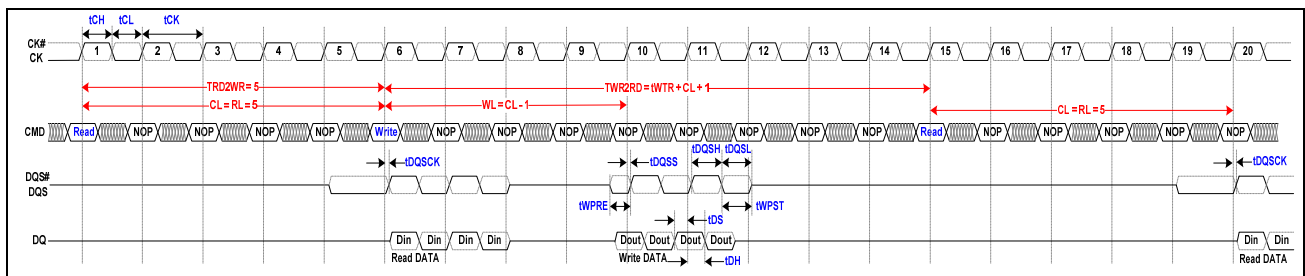 tCH tCL tCK
CK# 1 2 3 4 5 6 7 8 9 10 11 12 13 14 15 16 17 18 19 20
CK
TRD2WR = 5 TWR2RD = tWTR + CL + 1
CL = RL = 5 WL = CL - 1 CL = RL = 5
CMD Read NOP NOP NOP NOP Write NOP NOP NOP NOP NOP NOP NOP NOP Read NOP NOP NOP NOP NOP
tDQSCK tDQSS tDQSH tDQSL tDQSCK
DQS#
DQS
tWPRE tDS tWPST
DQ Din Din Din Din Dout Dout Dout Dout Din Din
Read DATA Write DATA tDH Read DATA